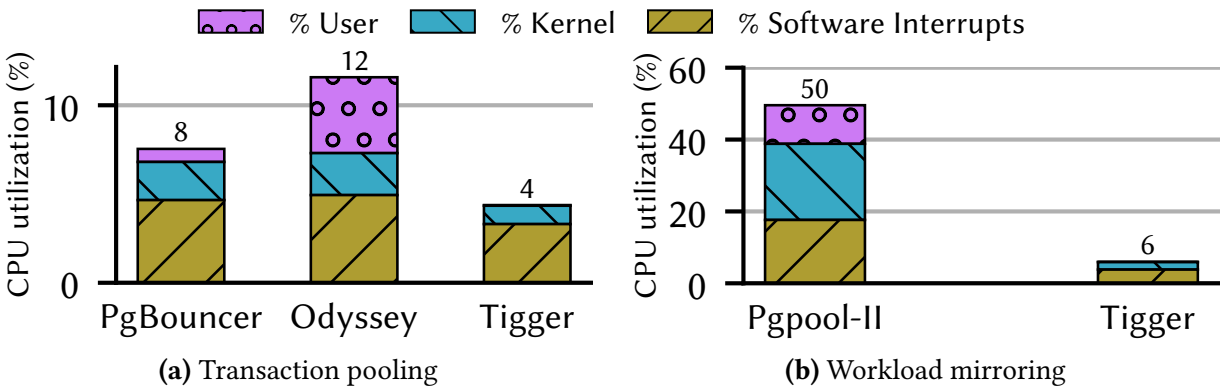 % User % Kernel % Software Interrupts
CPU utilization (%)
10
0
8
12
4
PgBouncer Odyssey Tigger
(a) Transaction pooling
CPU utilization (%)
60
40
20
0
50
6
Pgpool-II Tigger
(b) Workload mirroring